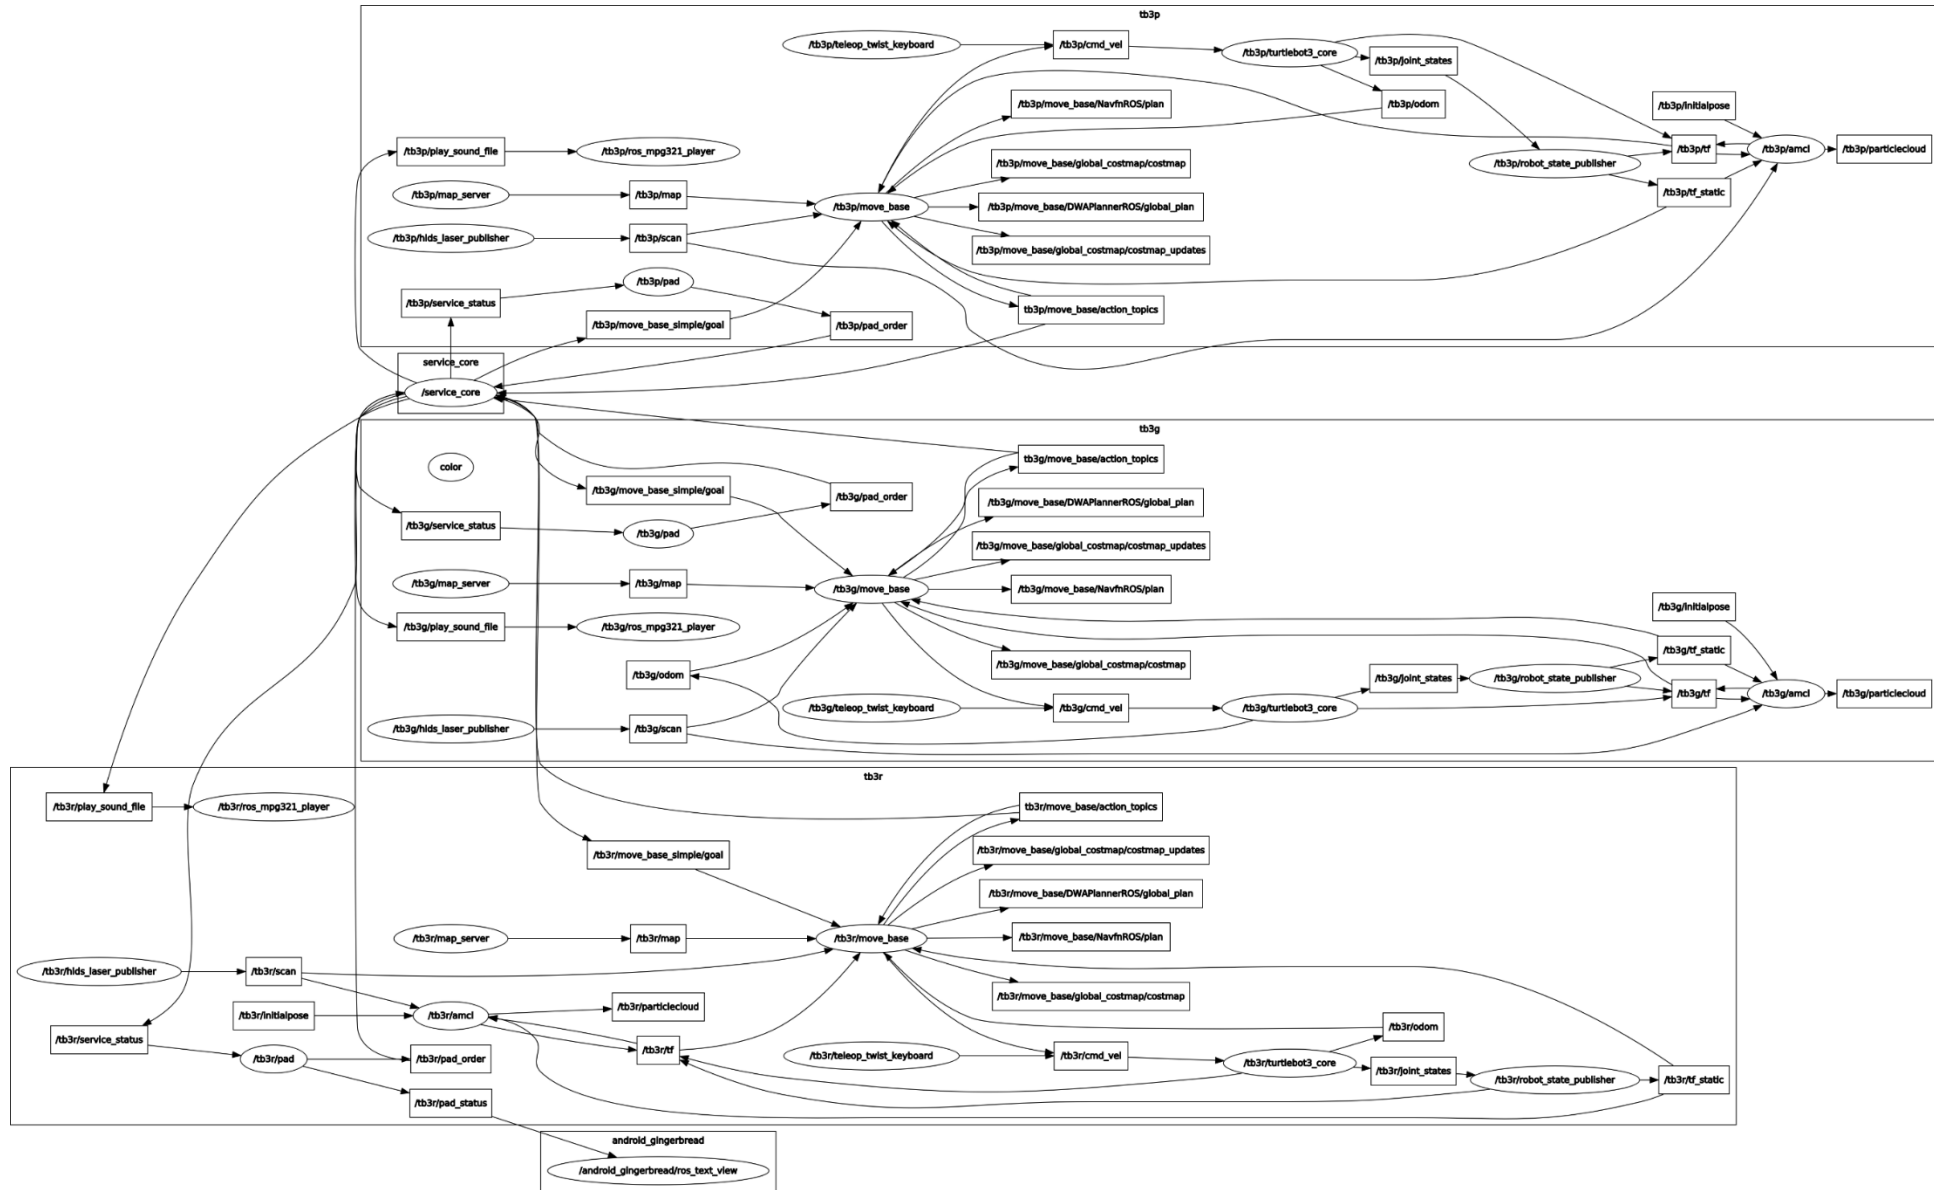 tb3p
/tb3p/teleop_twist_keyboard
/tb3p/cmd_vel
/tb3p/turtlebot3_core
/tb3p/joint_states
/tb3p/move_base/NavfnROS/plan
/tb3p/odom
/tb3p/initialpose
/tb3p/play_sound_file
/tb3p/ros_mpg321_player
/tb3p/move_base/global_costmap/costmap
/tb3p/robot_state_publisher
/tb3p/tf
/tb3p/amcl
/tb3p/particlecloud
/tb3p/map_server
/tb3p/map
/tb3p/move_base
/tb3p/move_base/DWAPlannerROS/global_plan
/tb3p/tf_static
/tb3p/hlds_laser_publisher
/tb3p/scan
/tb3p/move_base/global_costmap/costmap_updates
/tb3p/pad
/tb3p/service_status
/tb3p/move_base_simple/goal
/tb3p/pad_order
tb3p/move_base/action_topics
service_core
/service_core
tb3g
color
tb3g/move_base/action_topics
/tb3g/move_base_simple/goal
/tb3g/pad_order
/tb3g/move_base/DWAPlannerROS/global_plan
/tb3g/service_status
/tb3g/pad
/tb3g/move_base/global_costmap/costmap_updates
/tb3g/map_server
/tb3g/map
/tb3g/move_base
/tb3g/move_base/NavfnROS/plan
/tb3g/initialpose
/tb3g/play_sound_file
/tb3g/ros_mpg321_player
/tb3g/move_base/global_costmap/costmap
/tb3g/tf_static
/tb3g/odom
/tb3g/joint_states
/tb3g/robot_state_publisher
/tb3g/tf
/tb3g/amcl
/tb3g/particlecloud
/tb3g/teleop_twist_keyboard
/tb3g/cmd_vel
/tb3g/turtlebot3_core
/tb3g/hlds_laser_publisher
/tb3g/scan
tb3r
/tb3r/play_sound_file
/tb3r/ros_mpg321_player
tb3r/move_base/action_topics
/tb3r/move_base_simple/goal
/tb3r/move_base/global_costmap/costmap_updates
/tb3r/move_base/DWAPlannerROS/global_plan
/tb3r/map_server
/tb3r/map
/tb3r/move_base
/tb3r/move_base/NavfnROS/plan
/tb3r/hlds_laser_publisher
/tb3r/scan
/tb3r/move_base/global_costmap/costmap
/tb3r/initialpose
/tb3r/amcl
/tb3r/particlecloud
/tb3r/service_status
/tb3r/pad
/tb3r/pad_order
/tb3r/tf
/tb3r/teleop_twist_keyboard
/tb3r/cmd_vel
/tb3r/odom
/tb3r/turtlebot3_core
/tb3r/joint_states
/tb3r/robot_state_publisher
/tb3r/tf_static
/tb3r/pad_status
android_gingerbread
/android_gingerbread/ros_text_view